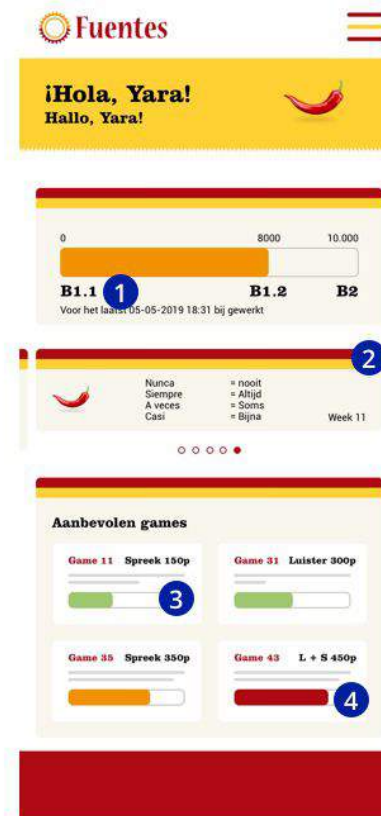 Fuentes
¡Hola, Yara!
Hallo, Yara!
0 8000 10.000
B1.1 1 B1.2 B2
Voor het laatst 05-05-2019 18:31 bij gewerkt
2
Nunca = nooit
Siempre = Altijd
A veces = Soms
Casi = Bijna
Week 11
Aanbevolen games
Game 11 Spreek 150p
Game 31 Luister 300p
3
Game 35 Spreek 350p
Game 43 L + S 450p
4